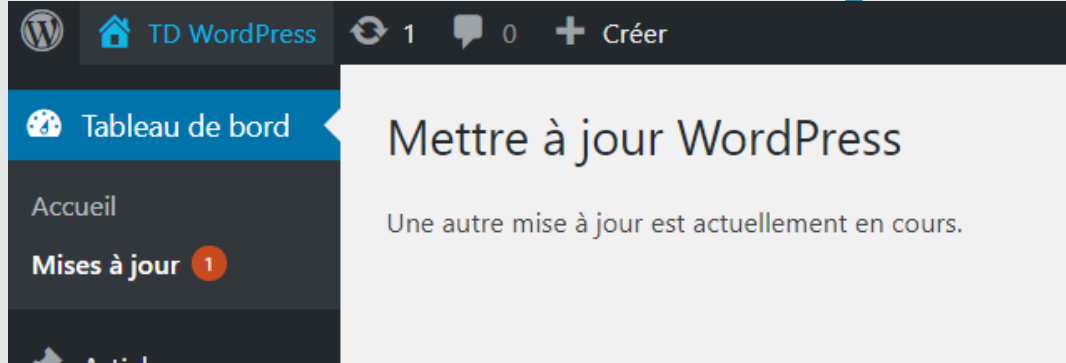 TD WordPress 1 0 Créer
Tableau de bord
Mettre à jour WordPress
Accueil
Une autre mise à jour est actuellement en cours.
Mises à jour 1